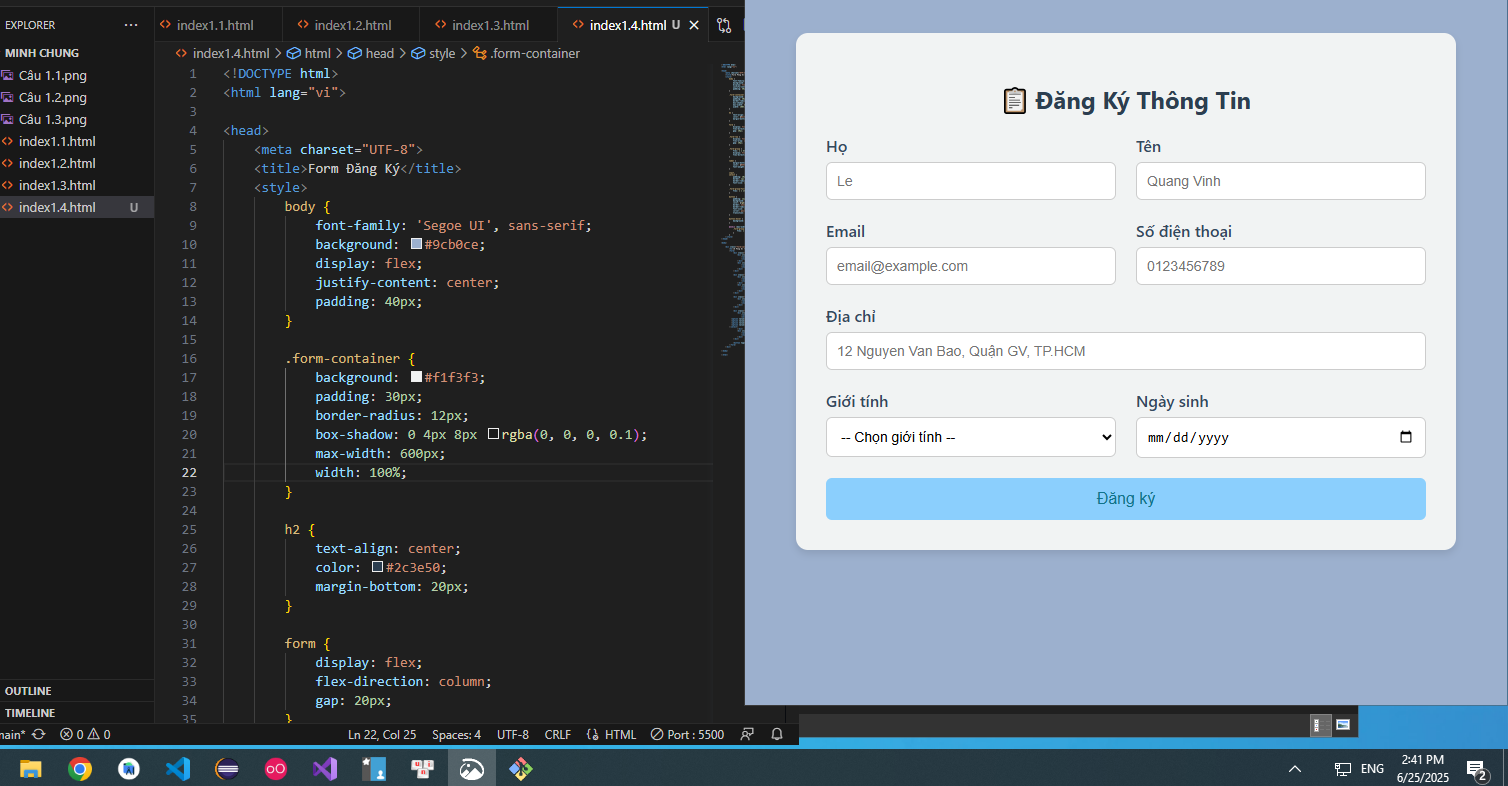 EXPLORER
MINH CHUNG
Câu 1.1.png
Câu 1.2.png
Câu 1.3.png
index1.1.html
index1.2.html
index1.3.html
index1.4.html U
OUTLINE
TIMELINE
index1.1.html index1.2.html index1.3.html index1.4.html U
index1.4.html > html > head > style > .form-container
1 <!DOCTYPE html>
2 <html lang="vi">
3
4 <head>
5 <meta charset="UTF-8">
6 <title>Form Đăng Ký</title>
7 <style>
8 body {
9 font-family: 'Segoe UI', sans-serif;
10 background: #9cb0ce;
11 display: flex;
12 justify-content: center;
13 padding: 40px;
14 }
15
16 .form-container {
17 background: #f1f3f3;
18 padding: 30px;
19 border-radius: 12px;
20 box-shadow: 0 4px 8px rgba(0, 0, 0, 0.1);
21 max-width: 600px;
22 width: 100%;
23 }
24
25 h2 {
26 text-align: center;
27 color: #2c3e50;
28 margin-bottom: 20px;
29 }
30
31 form {
32 display: flex;
33 flex-direction: column;
34 gap: 20px;
35 }
Đăng Ký Thông Tin
Họ Tên
Le Quang Vinh
Email Số điện thoại
email@example.com 0123456789
Địa chỉ
12 Nguyen Van Bao, Quận GV, TP.HCM
Giới tính Ngày sinh
-- Chọn giới tính -- mm/dd/yyyy
Đăng ký
main* 0 0 Ln 22, Col 25 Spaces: 4 UTF-8 CRLF HTML Port : 5500
ENG
2:41 PM
6/25/2025
2